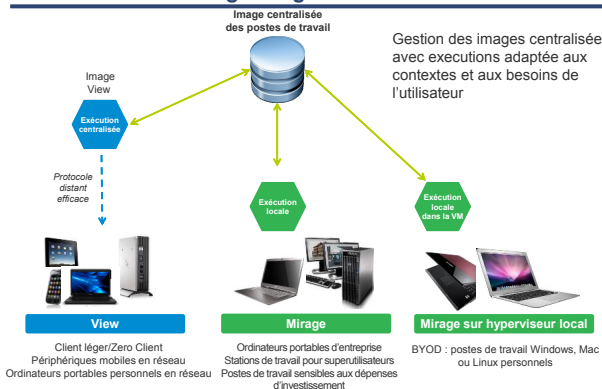 Image centralisée
des postes de travail
Gestion des images centralisée
avec executions adaptée aux
contextes et aux besoins de
l'utilisateur
Image
View
Exécution
centralisée
Protocole
distant
efficace
Exécution
locale
Exécution
locale
dans la VM
View
Mirage
Mirage sur hyperviseur local
Client léger/Zero Client
Périphériques mobiles en réseau
Ordinateurs portables personnels en réseau
Ordinateurs portables d'entreprise
Stations de travail pour superutilisateurs
Postes de travail sensibles aux dépenses
d'investissement
BYOD : postes de travail Windows, Mac
ou Linux personnels